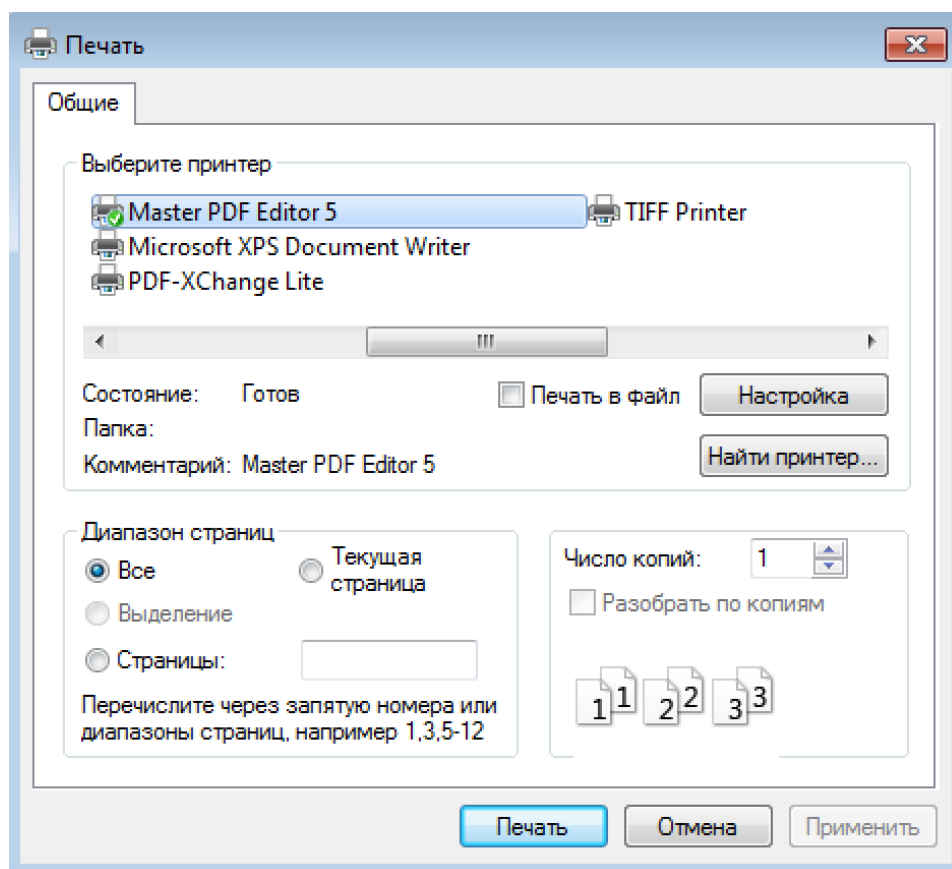 Печать
Общие
Выберите принтер
Master PDF Editor 5 TIFF Printer
Microsoft XPS Document Writer
PDF-XChange Lite
Состояние: Готов Печать в файл Настройка
Папка:
Комментарий: Master PDF Editor 5 Найти принтер...
Диапазон страниц
Все Текущая страница
Выделение
Страницы:
Перечислите через запятую номера или
диапазоны страниц, например 1,3,5-12
Число копий: 1
Разобрать по копиям
1 1 2 2 3 3
Печать Отмена Применить